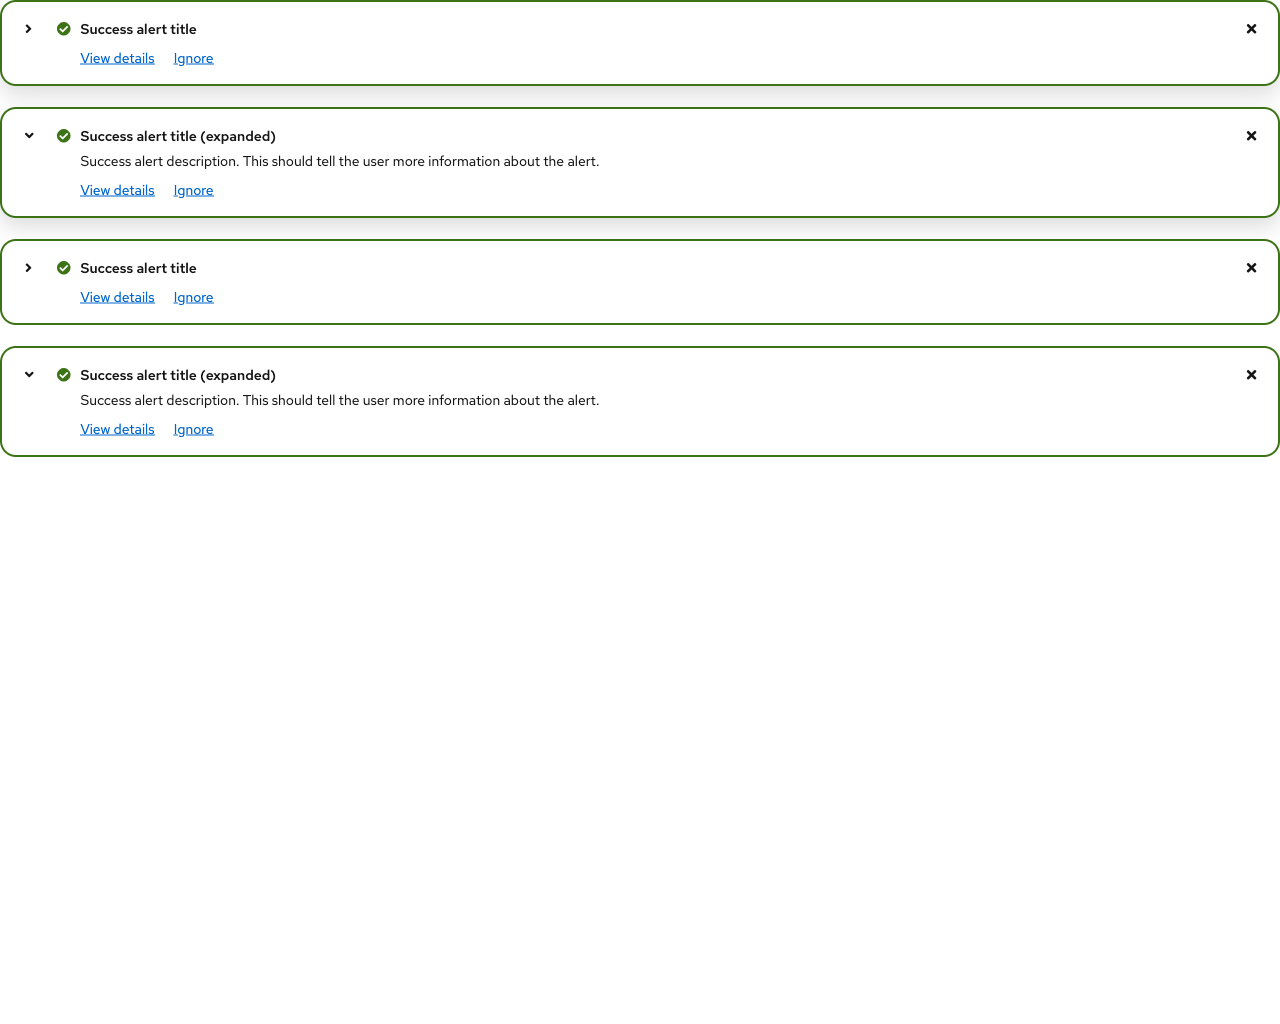 Success alert title
View details Ignore
Success alert title (expanded)
Success alert description. This should tell the user more information about the alert.
View details Ignore
Success alert title
View details Ignore
Success alert title (expanded)
Success alert description. This should tell the user more information about the alert.
View details Ignore